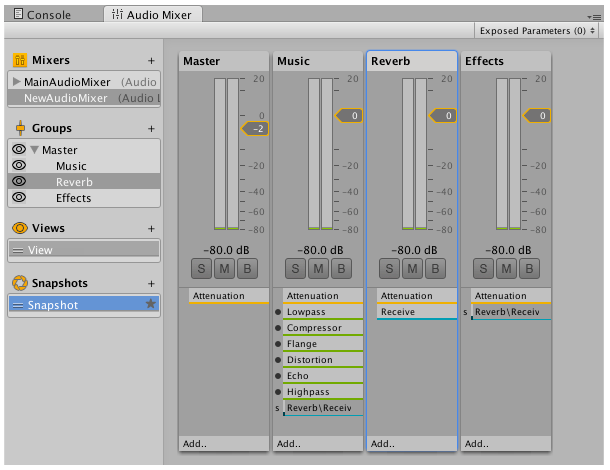 Console
Audio Mixer
Exposed Parameters (0)
Mixers +
MainAudioMixer (Audio
NewAudioMixer (Audio L
Groups +
Master
Music
Reverb
Effects
Views +
View
Snapshots +
Snapshot
Master
20
0
-2
-20
-40
-60
-80
-80.0 dB
S M B
Attenuation
Add..
Music
20
0
-20
-40
-60
-80
-80.0 dB
S M B
Attenuation
Lowpass
Compressor
Flange
Distortion
Echo
Highpass
s Reverb\Receiv
Add..
Reverb
20
0
-20
-40
-60
-80
-80.0 dB
S M B
Attenuation
Receive
Add..
Effects
20
0
-20
-40
-60
-80
-80.0 dB
S M B
Attenuation
s Reverb\Receiv
Add..